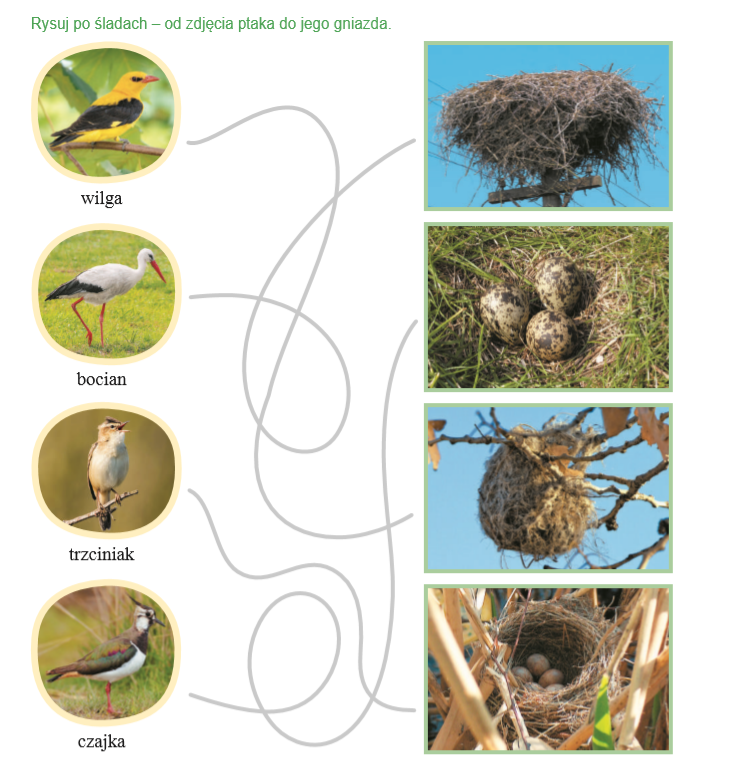 Rysuj po śladach – od zdjęcia ptaka do jego gniazda.
wilga
bocian
trzciniak
czajka